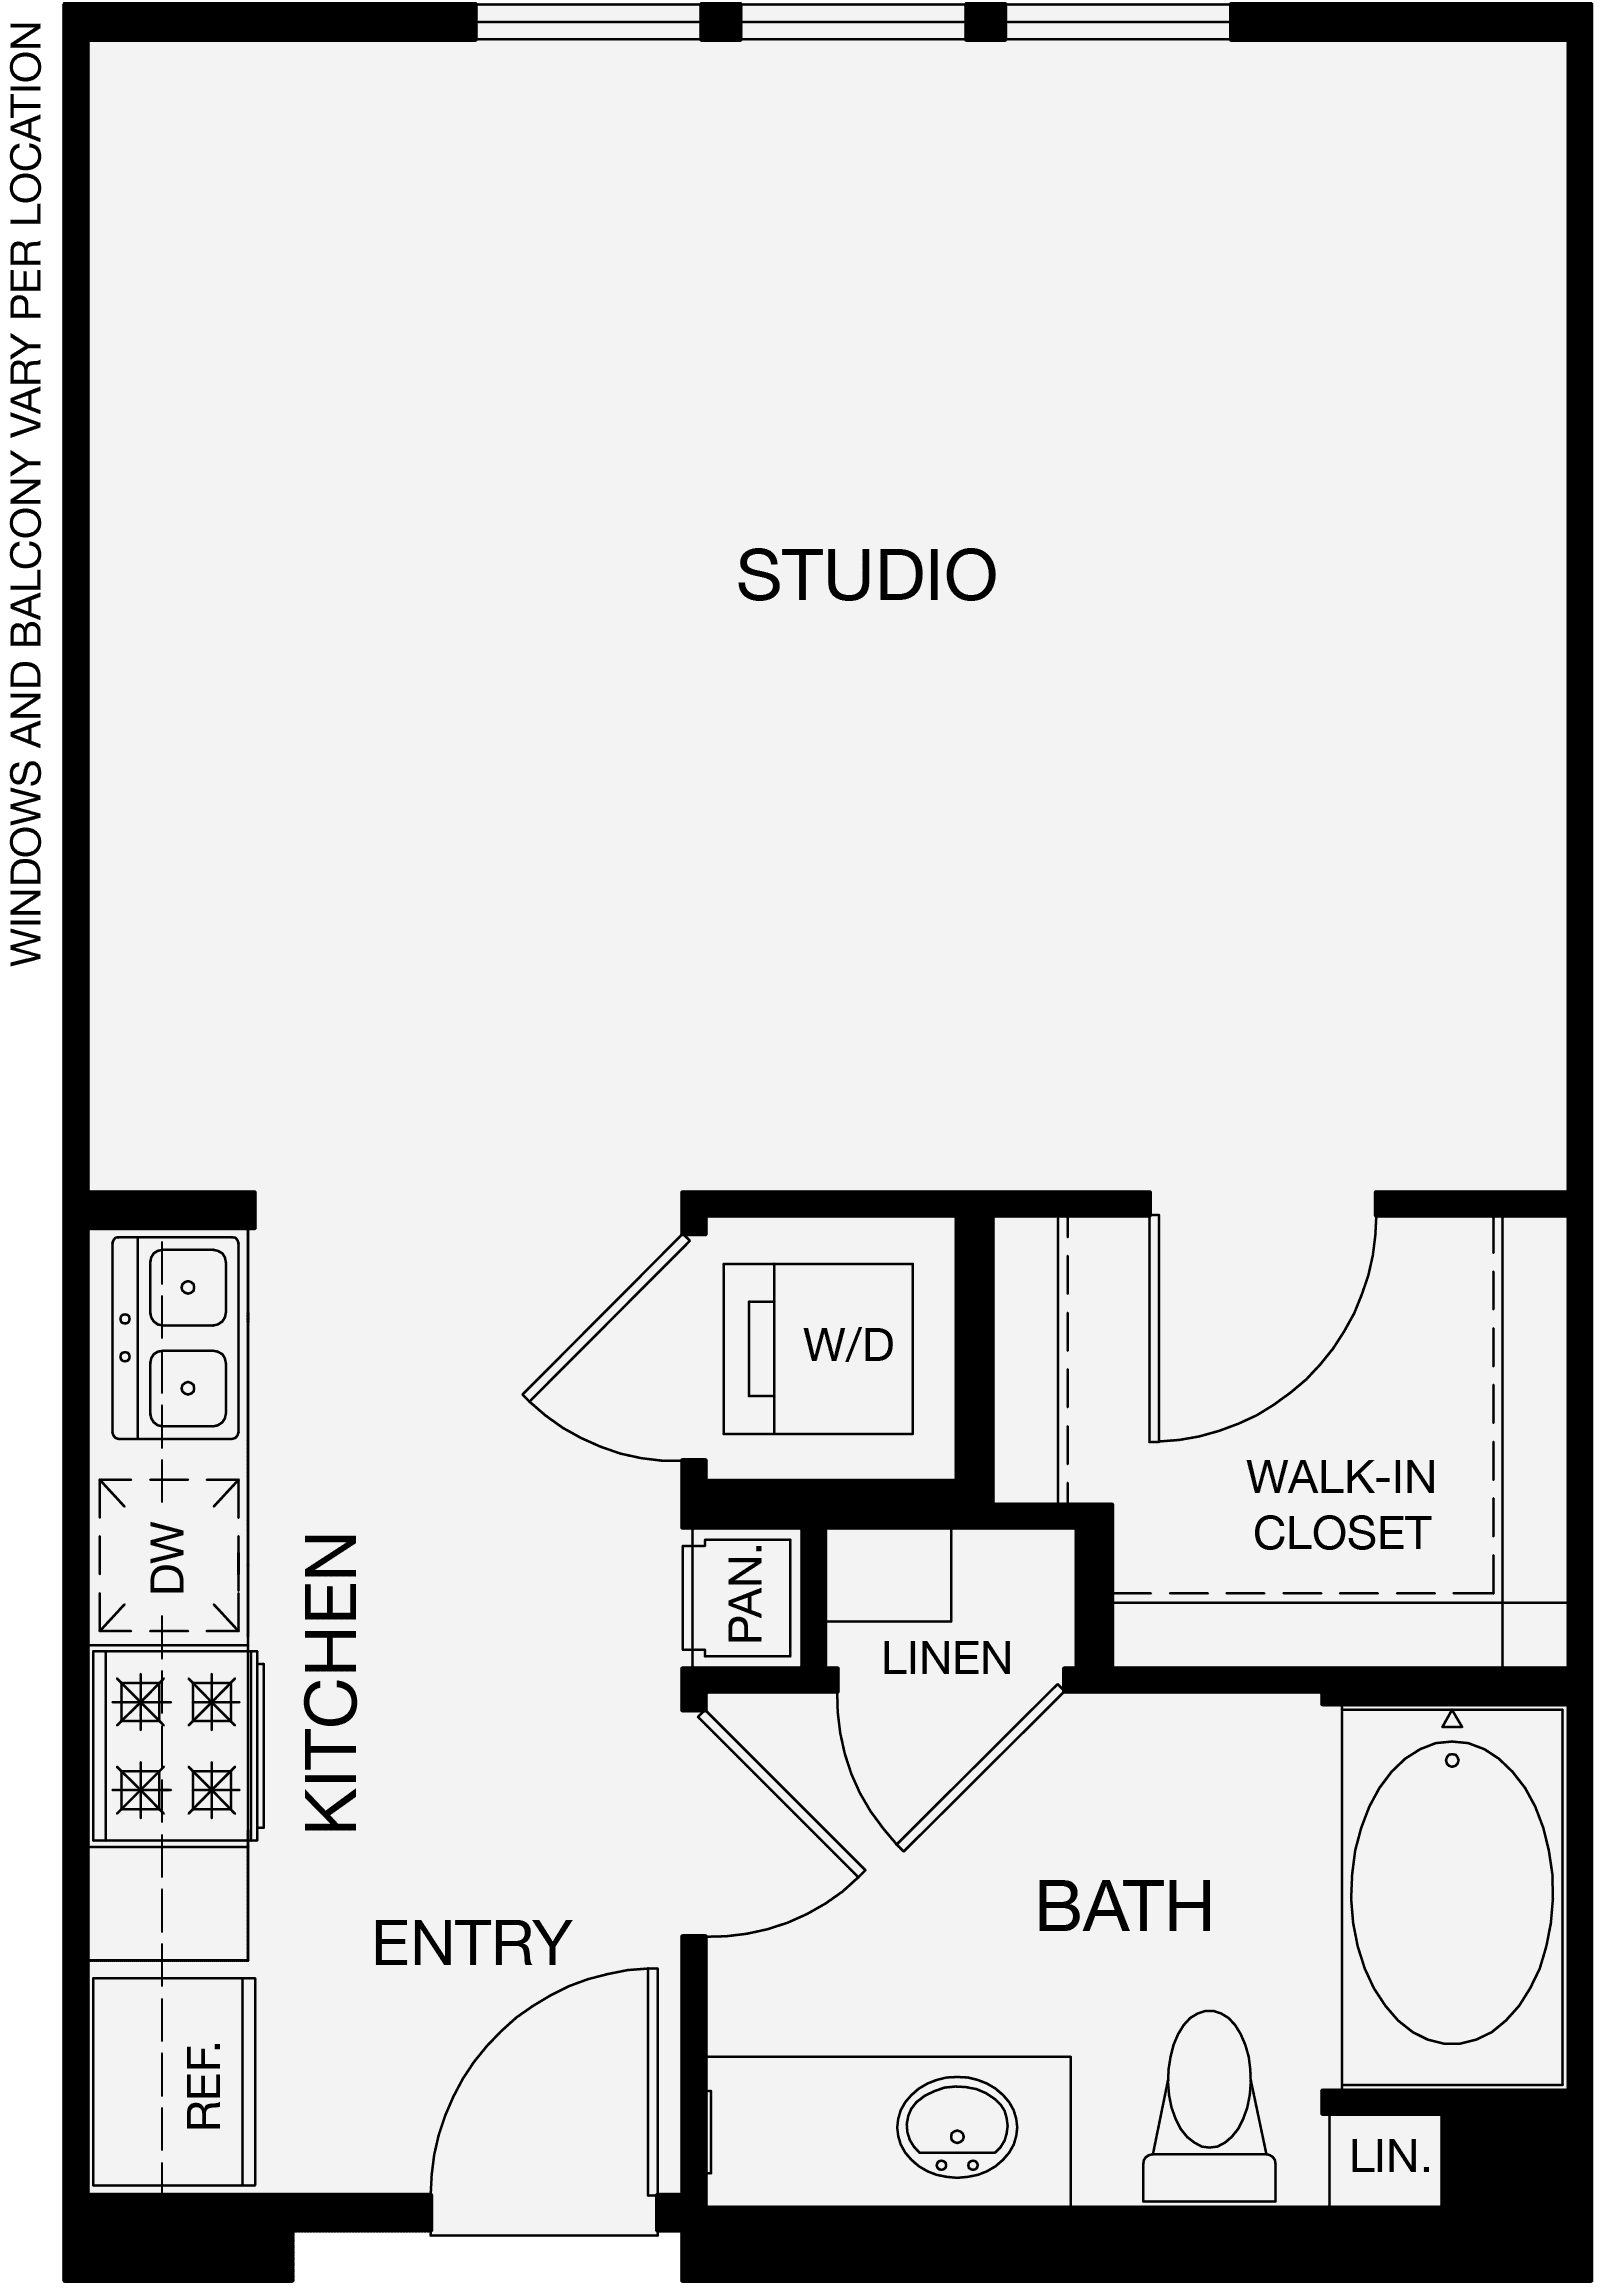 WINDOWS AND BALCONY VARY PER LOCATION
STUDIO
W/D
WALK-IN
CLOSET
DW
KITCHEN
PAN.
LINEN
BATH
ENTRY
REF.
LIN.